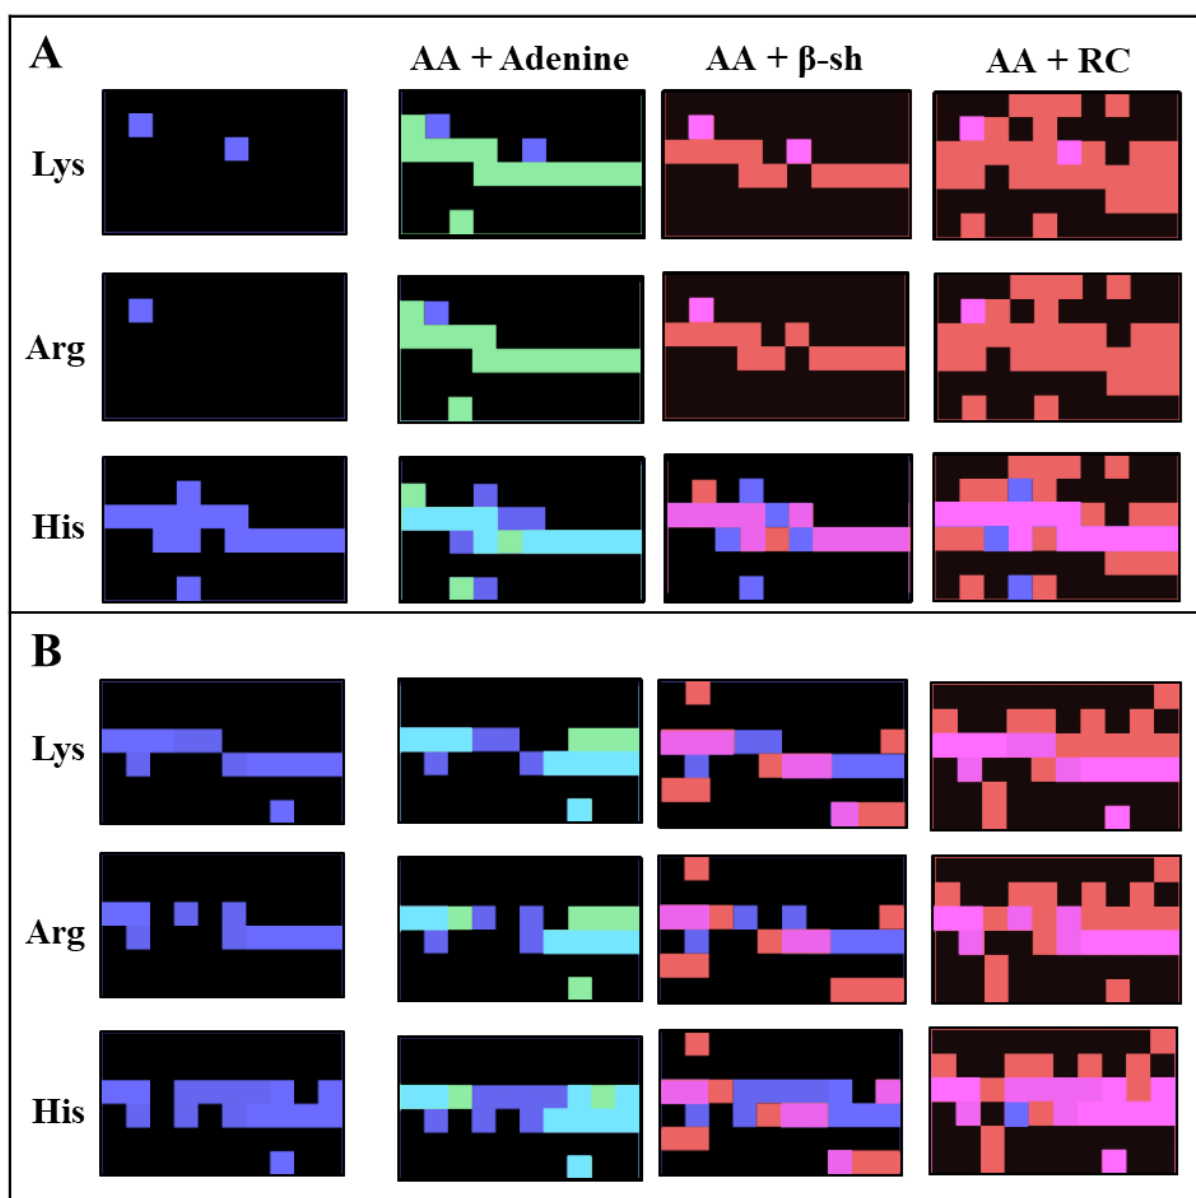 A
AA + Adenine AA + β-sh AA + RC
Lys
Arg
His
B
Lys
Arg
His